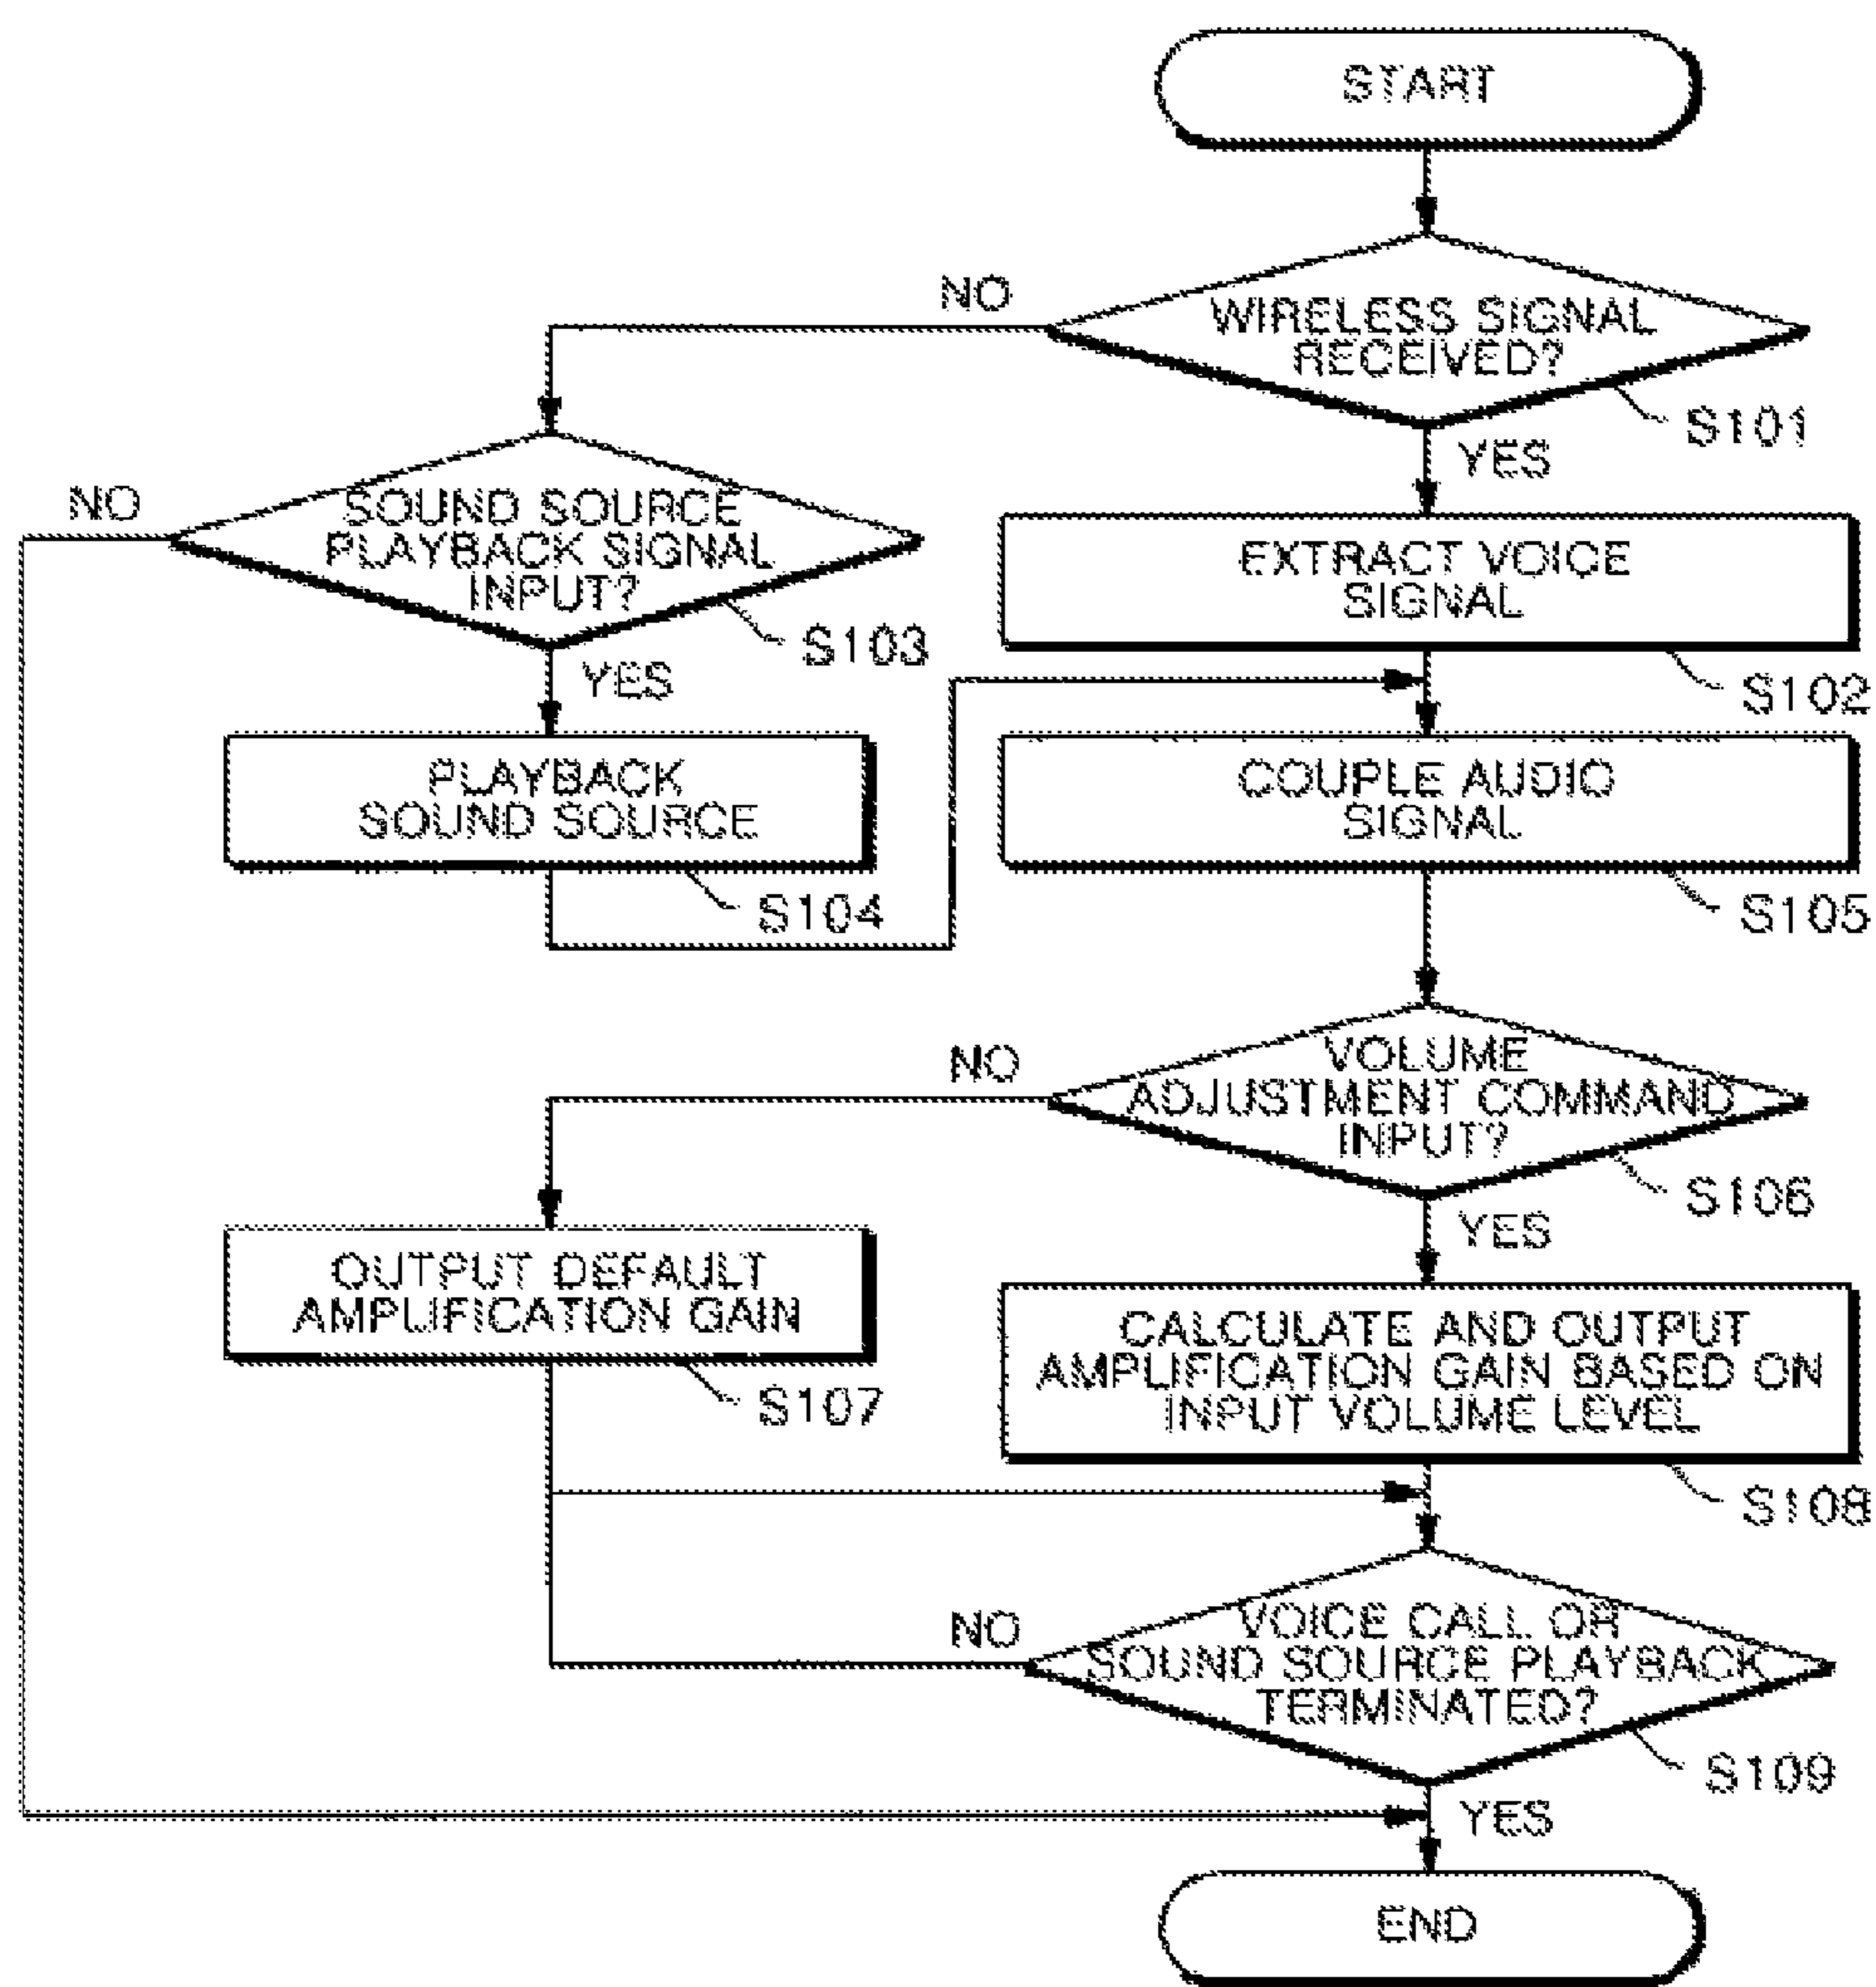 START
NO
WIRELESS SIGNAL
RECEIVED?
S101
YES
NO
SOUND SOURCE
PLAYBACK SIGNAL
INPUT?
S103
YES
EXTRACT VOICE
SIGNAL
S102
PLAYBACK
SOUND SOURCE
S104
COUPLE AUDIO
SIGNAL
S105
NO
VOLUME
ADJUSTMENT COMMAND
INPUT?
S106
YES
OUTPUT DEFAULT
AMPLIFICATION GAIN
S107
CALCULATE AND OUTPUT
AMPLIFICATION GAIN BASED ON
INPUT VOLUME LEVEL
S108
NO
VOICE CALL OR
SOUND SOURCE PLAYBACK
TERMINATED?
S109
YES
END